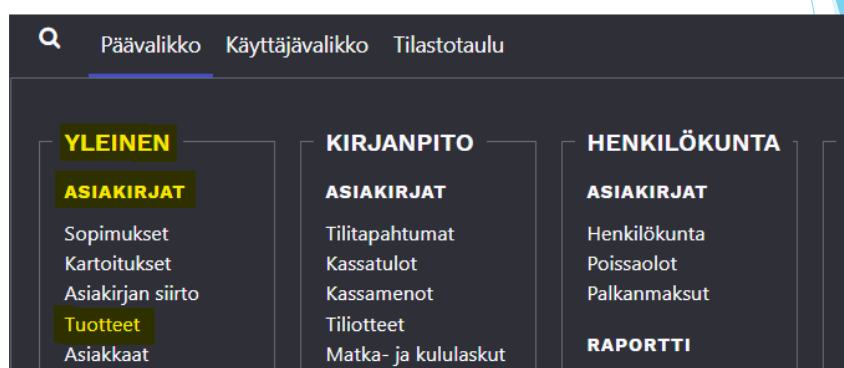 Päävalikko Käyttäjävalikko Tilastotaulu
YLEINEN
ASIAKIRJAT
Sopimukset
Kartoitukset
Asiakirjan siirto
Tuotteet
Asiakkaat
KIRJANPITO
ASIAKIRJAT
Tilitapahtumat
Kassatulot
Kassamenot
Tiliotteet
Matka- ja kululaskut
HENKILÖKUNTA
ASIAKIRJAT
Henkilökunta
Poissaolot
Palkanmaksut
RAPORTTI